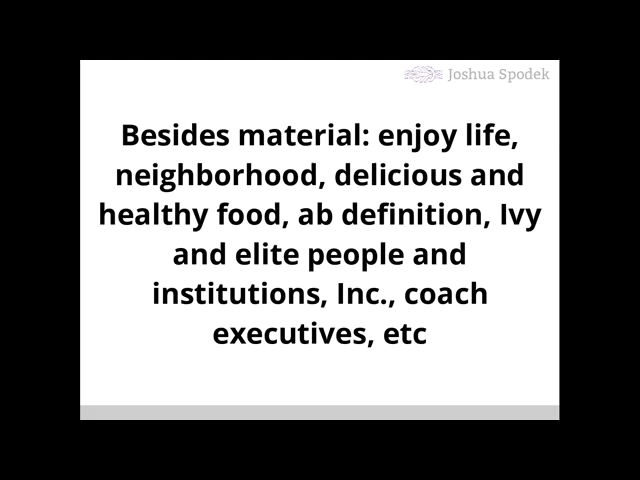 Joshua Spodek
Besides material: enjoy life,
neighborhood, delicious and
healthy food, ab definition, Ivy
and elite people and
institutions, Inc., coach
executives, etc